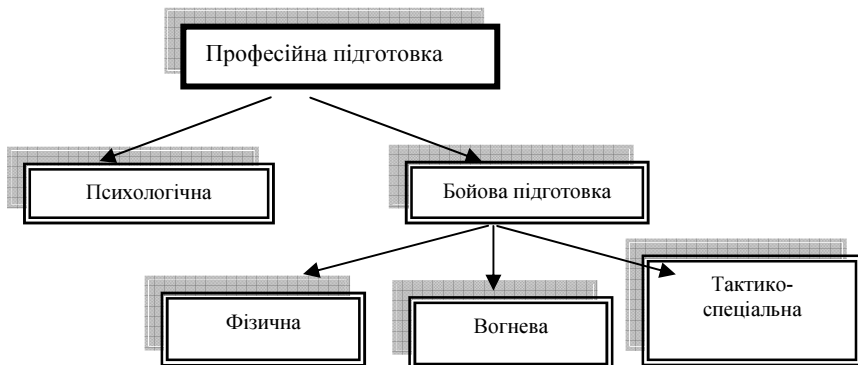 Професійна підготовка
Психологічна
Бойова підготовка
Фізична
Вогнева
Тактико-
спеціальна